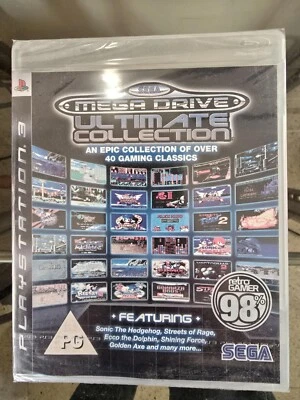 PLAYSTATION 3
SEGA
MEGA DRIVE
ULTIMATE
COLLECTION
AN EPIC COLLECTION OF OVER
40 GAMING CLASSICS
retro
GAMER
98%
FEATURING
Sonic The Hedgehog, Streets of Rage,
Ecco the Dolphin, Shining Force,
Golden Axe and many more...
PG
SEGA